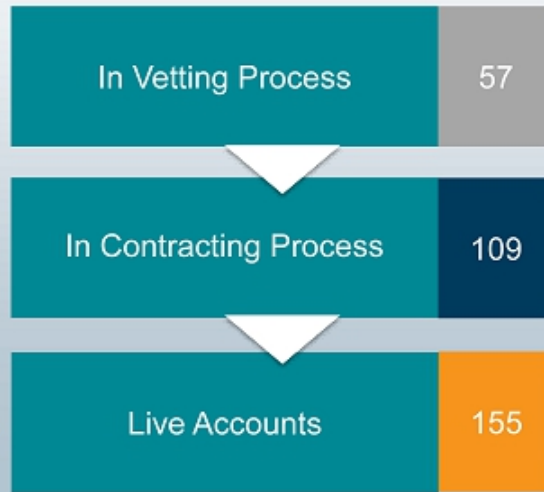 In Vetting Process 57
In Contracting Process 109
Live Accounts 155